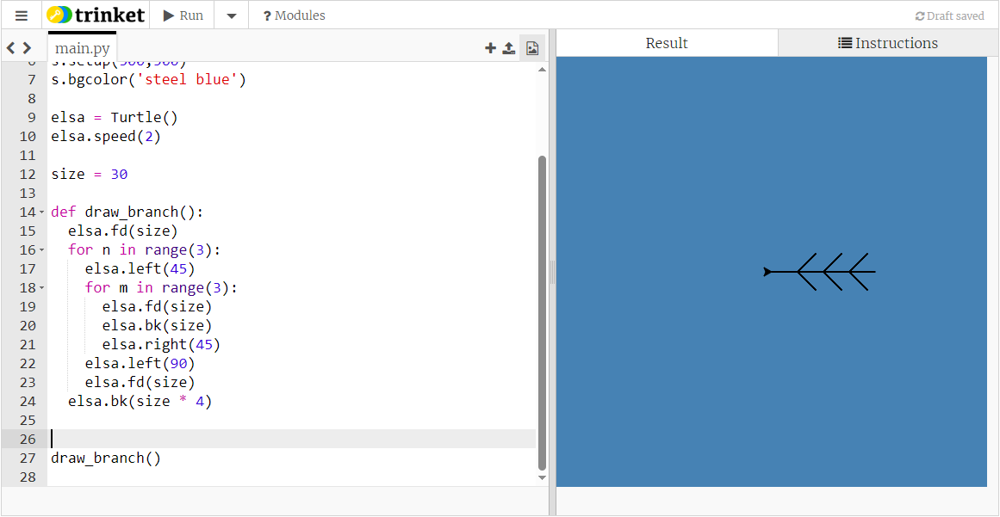 trinket Run ? Modules Draft saved
main.py Result Instructions
6 s.setup(500,500)
7 s.bgcolor('steel blue')
8
9 elsa = Turtle()
10 elsa.speed(2)
11
12 size = 30
13
14 def draw_branch():
15   elsa.fd(size)
16   for n in range(3):
17     elsa.left(45)
18     for m in range(3):
19       elsa.fd(size)
20       elsa.bk(size)
21       elsa.right(45)
22     elsa.left(90)
23     elsa.fd(size)
24   elsa.bk(size * 4)
25
26
27 draw_branch()
28